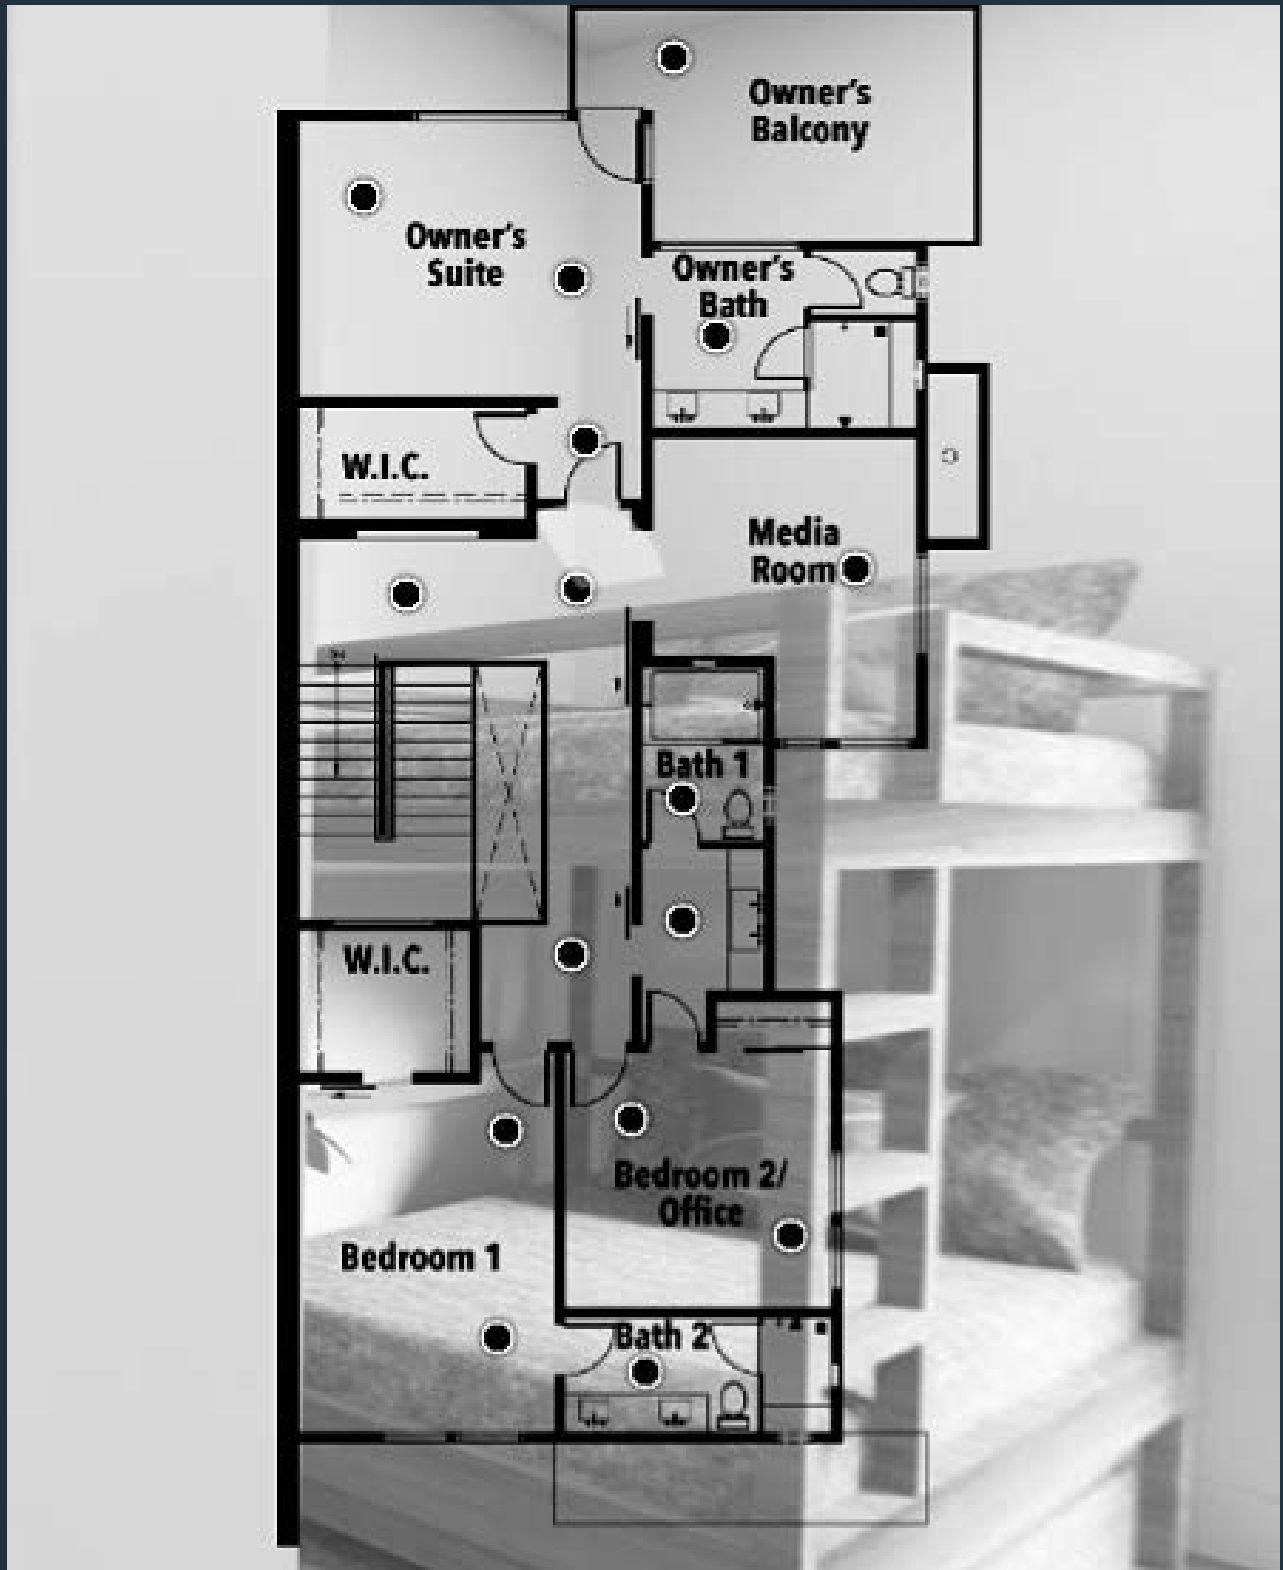 Owner's
Balcony
Owner's
Suite
Owner's
Bath
W.I.C.
Media
Room
Bath 1
W.I.C.
Bedroom 2/
Office
Bedroom 1
Bath 2